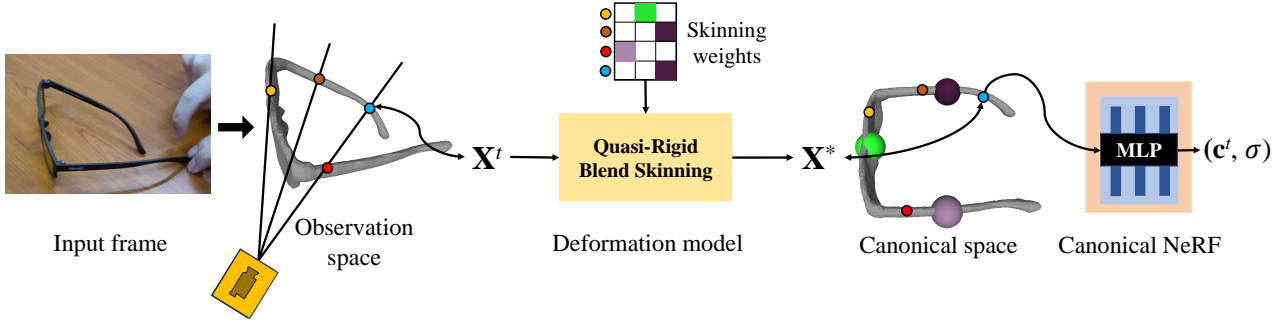 Skinning
weights
Quasi-Rigid
Blend Skinning
X^t
X*
MLP
(c^t, σ)
Input frame
Observation
space
Deformation model
Canonical space
Canonical NeRF